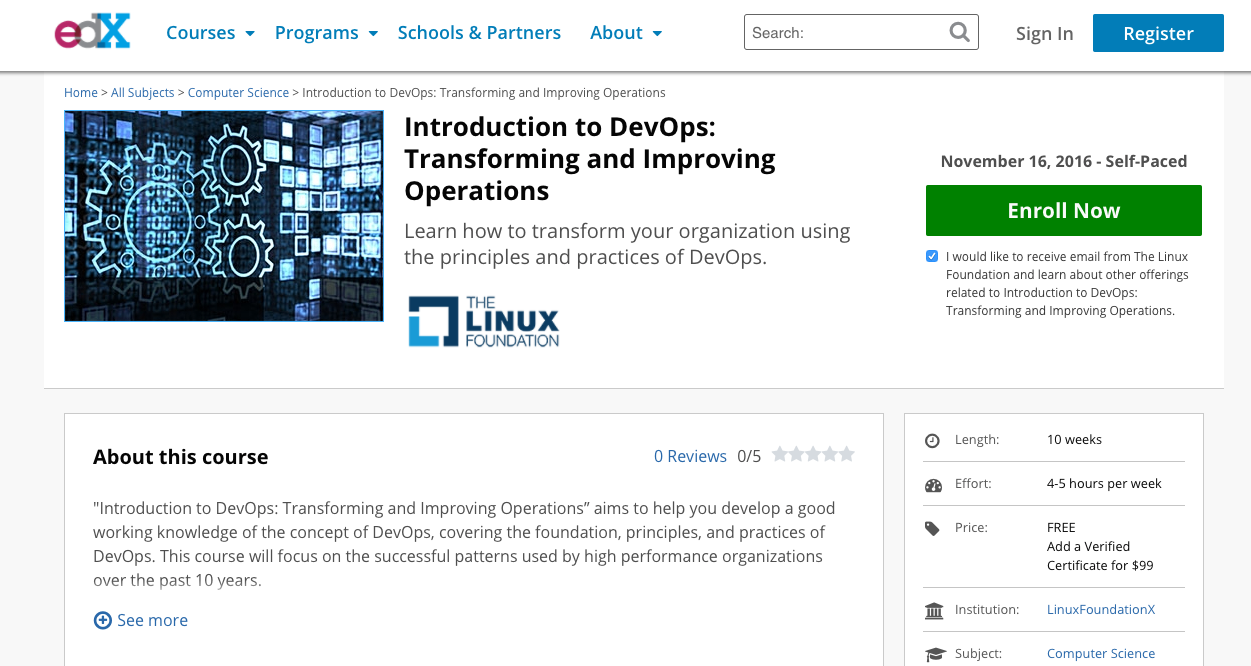 edX
Courses
Programs
Schools & Partners
About
Search:
Sign In
Register
Home > All Subjects > Computer Science > Introduction to DevOps: Transforming and Improving Operations
Introduction to DevOps:
Transforming and Improving
Operations
Learn how to transform your organization using
the principles and practices of DevOps.
THE
LINUX
FOUNDATION
November 16, 2016 - Self-Paced
Enroll Now
I would like to receive email from The Linux
Foundation and learn about other offerings
related to Introduction to DevOps:
Transforming and Improving Operations.
About this course
0 Reviews 0/5
"Introduction to DevOps: Transforming and Improving Operations” aims to help you develop a good
working knowledge of the concept of DevOps, covering the foundation, principles, and practices of
DevOps. This course will focus on the successful patterns used by high performance organizations
over the past 10 years.
See more
Length: 10 weeks
Effort: 4-5 hours per week
Price: FREE
Add a Verified
Certificate for $99
Institution: LinuxFoundationX
Subject: Computer Science